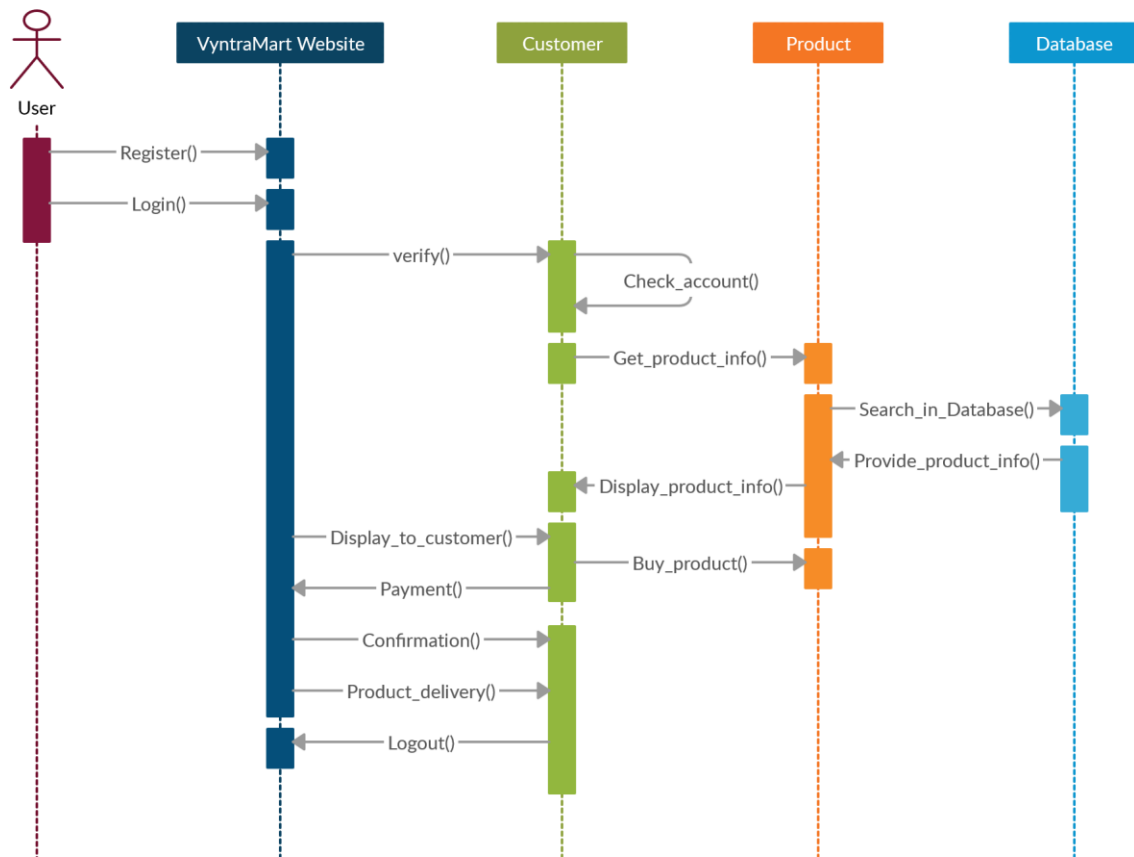 VyntraMart Website
Customer
Product
Database
User
Register()
Login()
verify()
Check_account()
Get_product_info()
Search_in_Database()
Provide_product_info()
Display_product_info()
Display_to_customer()
Buy_product()
Payment()
Confirmation()
Product_delivery()
Logout()